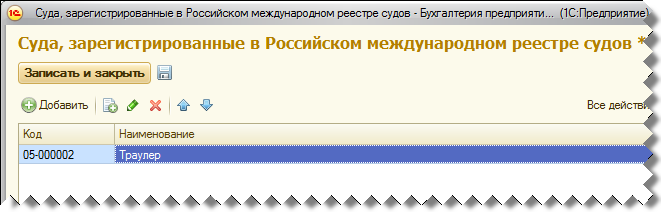 Суда, зарегистрированные в Российском международном реестре судов - Бухгалтерия предприяти... (1С:Предприятие)
Суда, зарегистрированные в Российском международном реестре судов *
Записать и закрыть
Добавить Все действи
Код Наименование
05-000002 Траулер